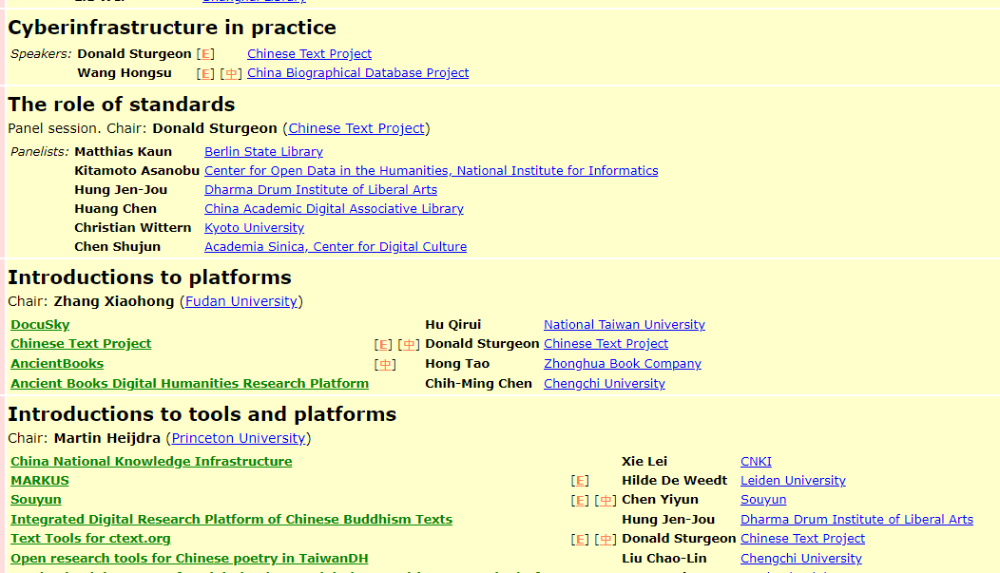 Cyberinfrastructure in practice
Speakers: Donald Sturgeon [E] Chinese Text Project
Wang Hongsu [E] [中] China Biographical Database Project
The role of standards
Panel session. Chair: Donald Sturgeon (Chinese Text Project)
Panelists: Matthias Kaun Berlin State Library
Kitamoto Asanobu Center for Open Data in the Humanities, National Institute for Informatics
Hung Jen-Jou Dharma Drum Institute of Liberal Arts
Huang Chen China Academic Digital Associative Library
Christian Wittern Kyoto University
Chen Shujun Academia Sinica, Center for Digital Culture
Introductions to platforms
Chair: Zhang Xiaohong (Fudan University)
DocuSky Hu Qirui National Taiwan University
Chinese Text Project [E] [中] Donald Sturgeon Chinese Text Project
AncientBooks [中] Hong Tao Zhonghua Book Company
Ancient Books Digital Humanities Research Platform Chih-Ming Chen Chengchi University
Introductions to tools and platforms
Chair: Martin Heijdra (Princeton University)
China National Knowledge Infrastructure Xie Lei CNKI
MARKUS [E] Hilde De Weedt Leiden University
Souyun [E] [中] Chen Yiyun Souyun
Integrated Digital Research Platform of Chinese Buddhism Texts Hung Jen-Jou Dharma Drum Institute of Liberal Arts
Text Tools for ctext.org [E] [中] Donald Sturgeon Chinese Text Project
Open research tools for Chinese poetry in TaiwanDH Liu Chao-Lin Chengchi University